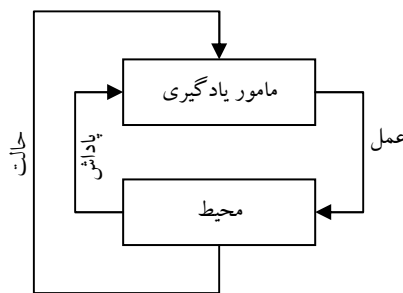 مامور یادگیری
عمل
پاداش
حالت
محیط